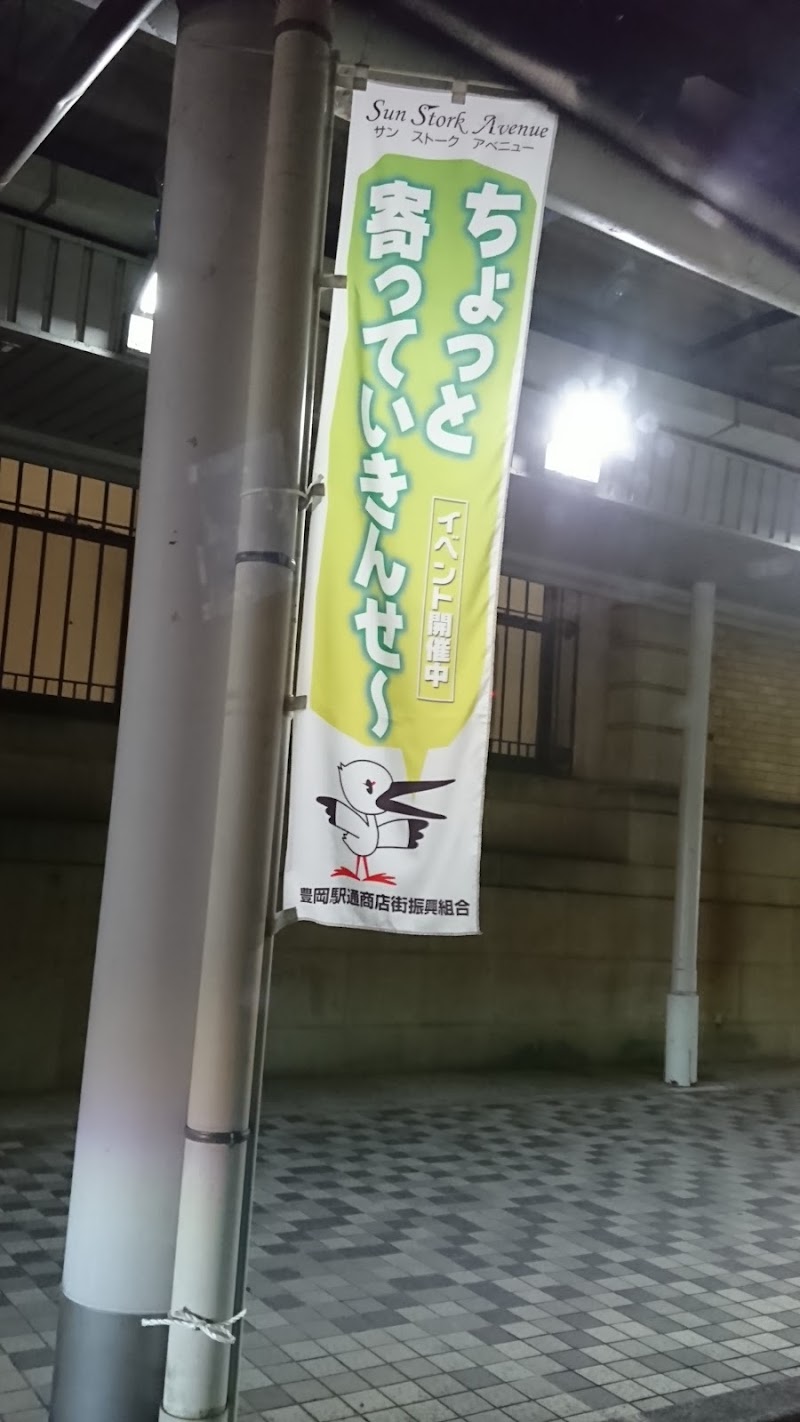 Sun Stork Avenue
サン ストーク アベニュー
ちょっと
寄っていきんせ～
イベント開催中
豊岡駅通商店街振興組合